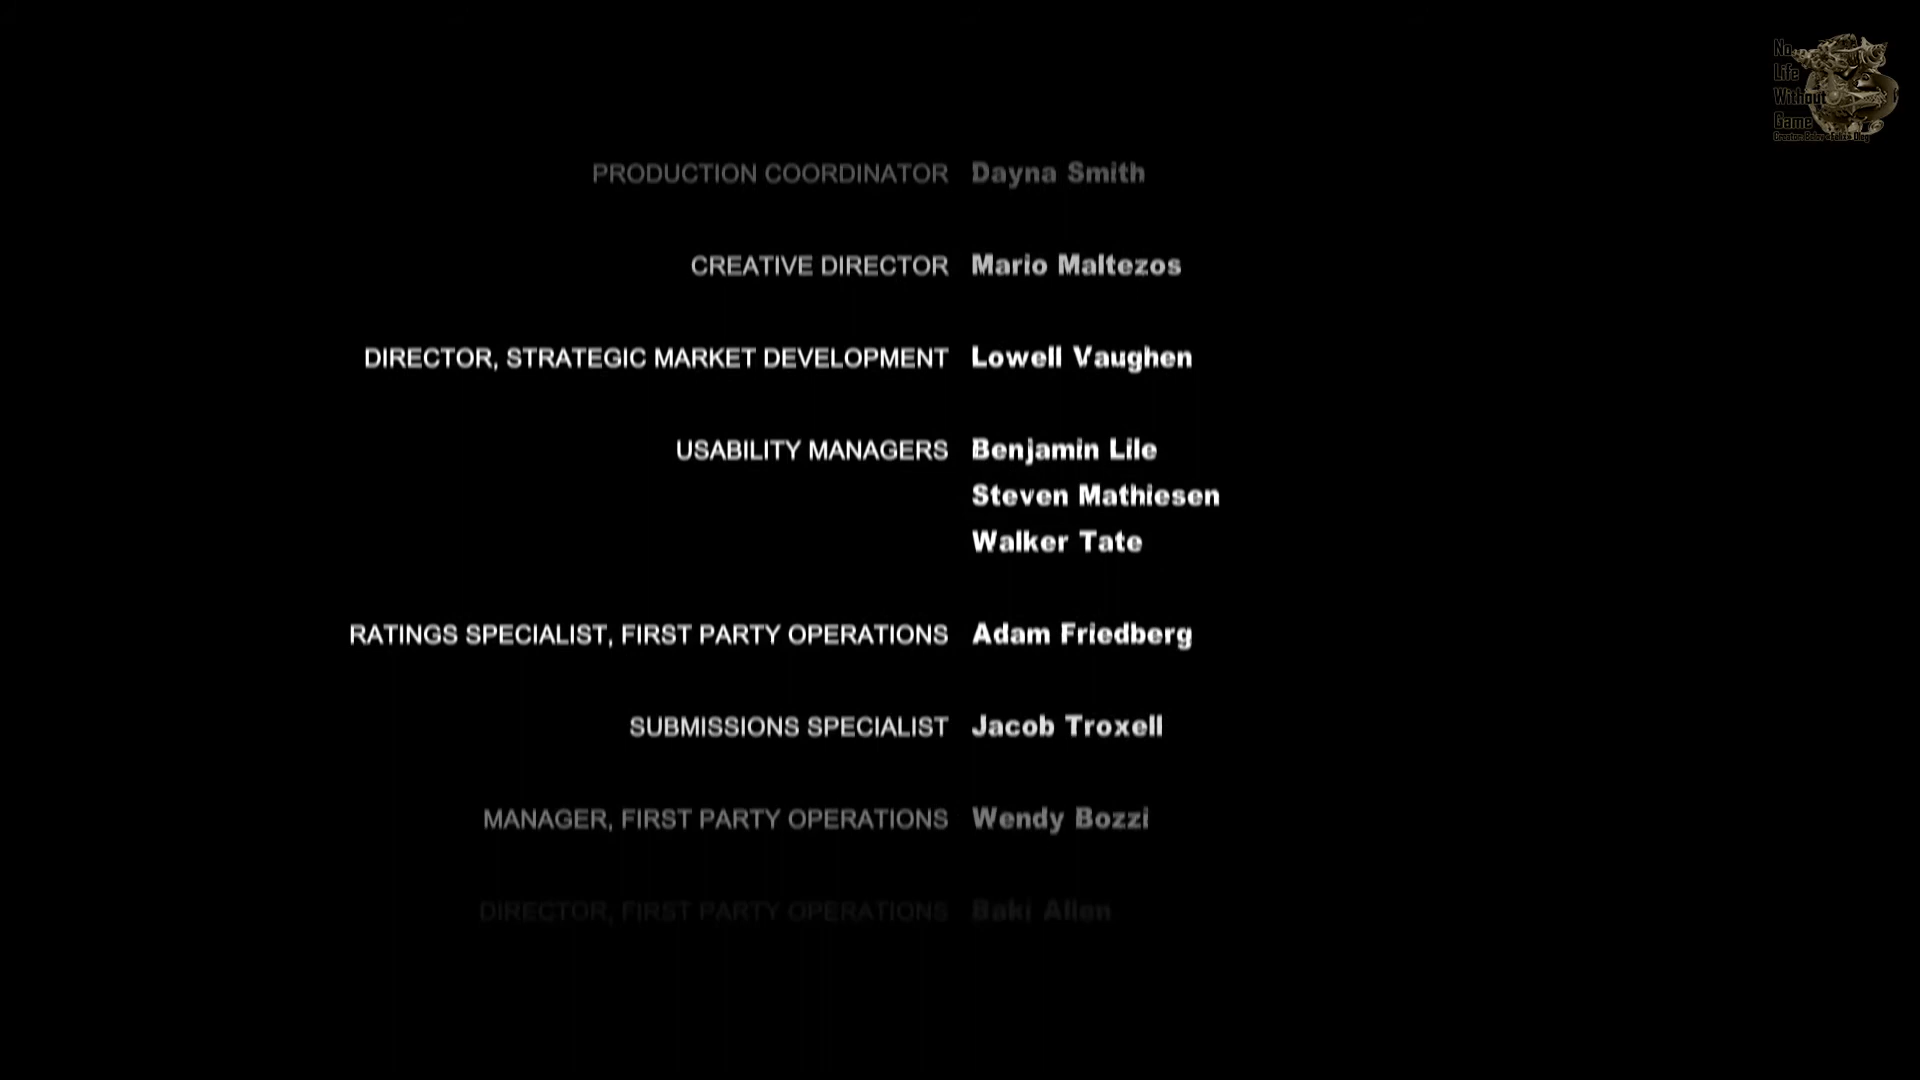 No
Life
Without
Game
PRODUCTION COORDINATOR Dayna Smith
CREATIVE DIRECTOR Mario Maltezos
DIRECTOR, STRATEGIC MARKET DEVELOPMENT Lowell Vaughen
USABILITY MANAGERS Benjamin Lile
Steven Mathiesen
Walker Tate
RATINGS SPECIALIST, FIRST PARTY OPERATIONS Adam Friedberg
SUBMISSIONS SPECIALIST Jacob Troxell
MANAGER, FIRST PARTY OPERATIONS Wendy Bozzi
DIRECTOR, FIRST PARTY OPERATIONS Baki Allen